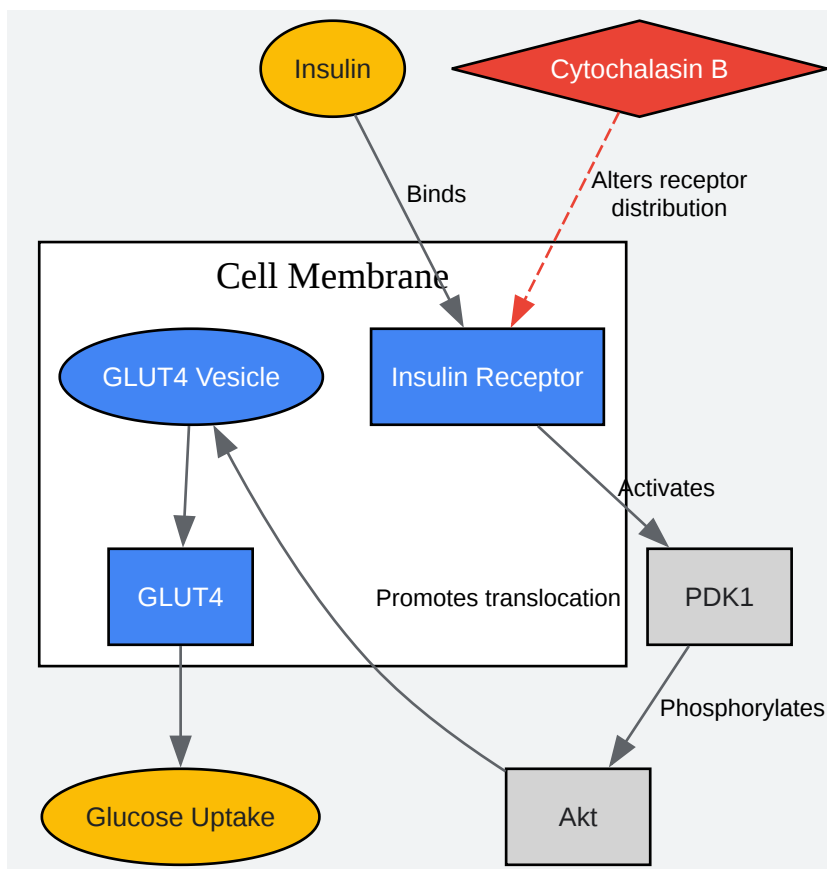 Insulin
Cytochalasin B
Binds
Alters receptor
distribution
Cell Membrane
GLUT4 Vesicle
Insulin Receptor
Activates
GLUT4
Promotes translocation
PDK1
Phosphorylates
Glucose Uptake
Akt